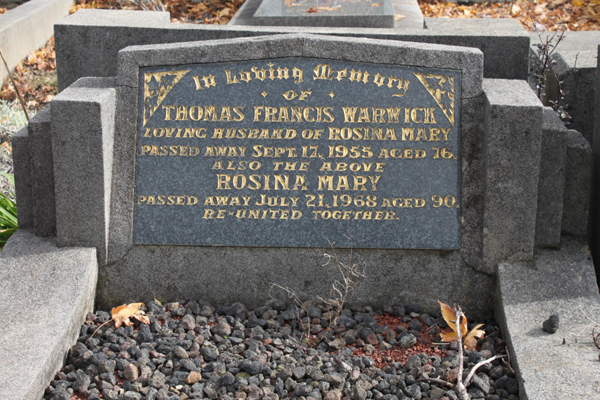 In Loving Memory
OF
THOMAS FRANCIS WARWICK
LOVING HUSBAND OF ROSINA MARY
PASSED AWAY SEPT. 17, 1955 AGED 76.
ALSO THE ABOVE
ROSINA MARY
PASSED AWAY JULY 21, 1968 AGED 90.
RE-UNITED TOGETHER.